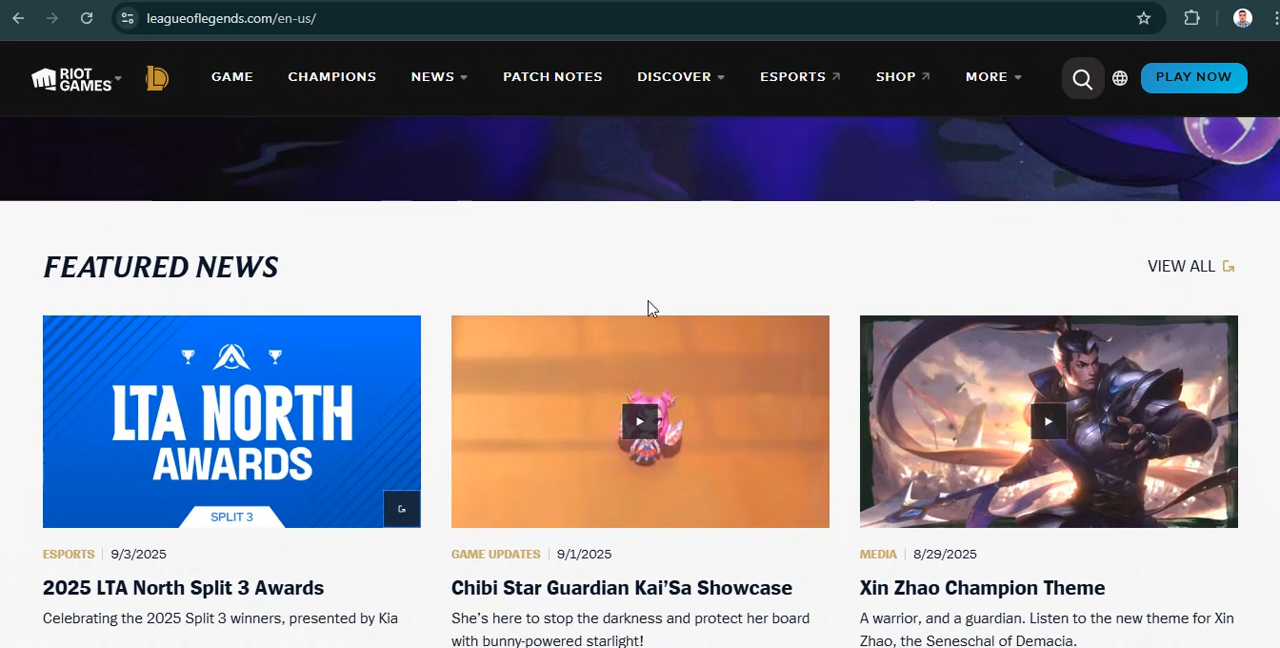 leagueoflegends.com/en-us/
RIOT GAMES
GAME
CHAMPIONS
NEWS
PATCH NOTES
DISCOVER
ESPORTS
SHOP
MORE
PLAY NOW
FEATURED NEWS
VIEW ALL
LTA NORTH
AWARDS
SPLIT 3
ESPORTS | 9/3/2025
2025 LTA North Split 3 Awards
Celebrating the 2025 Split 3 winners, presented by Kia
GAME UPDATES | 9/1/2025
Chibi Star Guardian Kai’Sa Showcase
She’s here to stop the darkness and protect her board
with bunny-powered starlight!
MEDIA | 8/29/2025
Xin Zhao Champion Theme
A warrior, and a guardian. Listen to the new theme for Xin
Zhao, the Seneschal of Demacia.